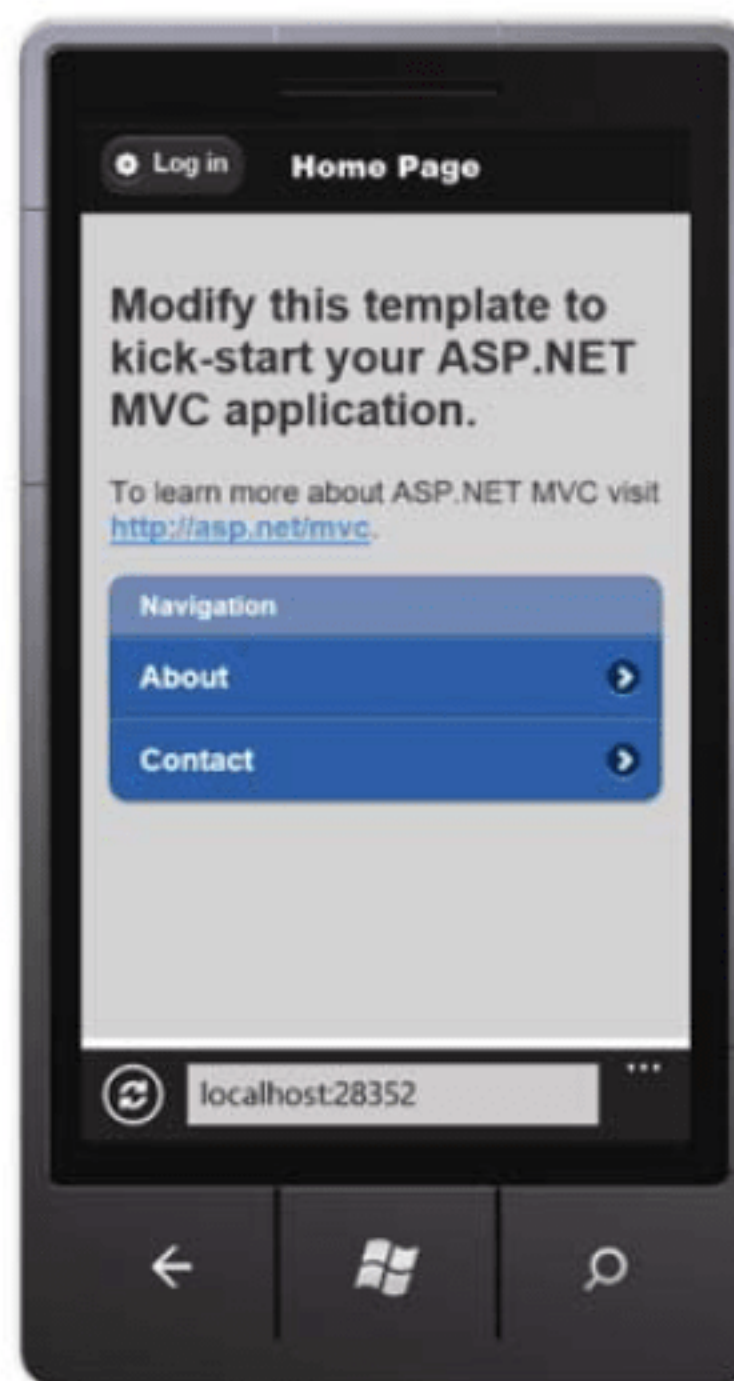 Log in Home Page
Modify this template to
kick-start your ASP.NET
MVC application.
To learn more about ASP.NET MVC visit
http://asp.net/mvc.
Navigation
About
Contact
localhost:28352